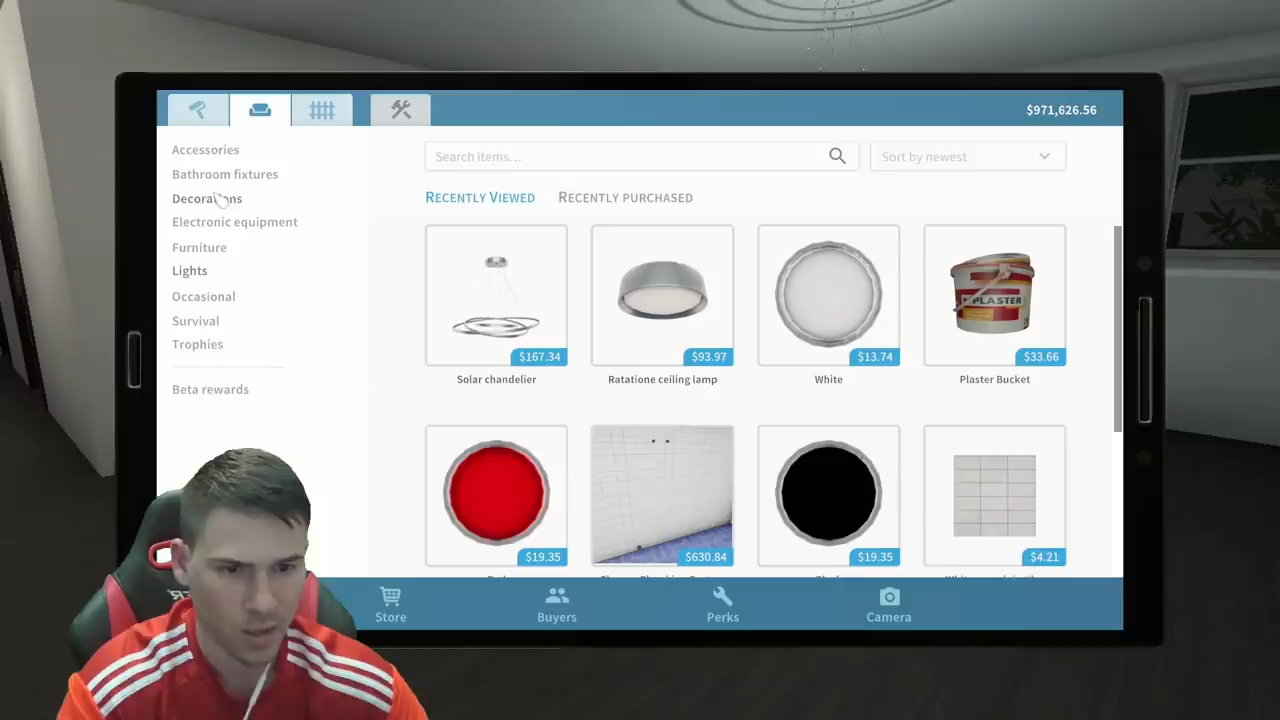 $971,626.56
Accessories
Bathroom fixtures
Decorations
Electronic equipment
Furniture
Lights
Occasional
Survival
Trophies
Beta rewards
Search items...
Sort by newest
RECENTLY VIEWED
RECENTLY PURCHASED
$167.34
$93.97
$13.74
PLASTER
$33.66
Solar chandelier
Ratatione ceiling lamp
White
Plaster Bucket
$19.35
$630.84
$19.35
$4.21
Store
Buyers
Perks
Camera